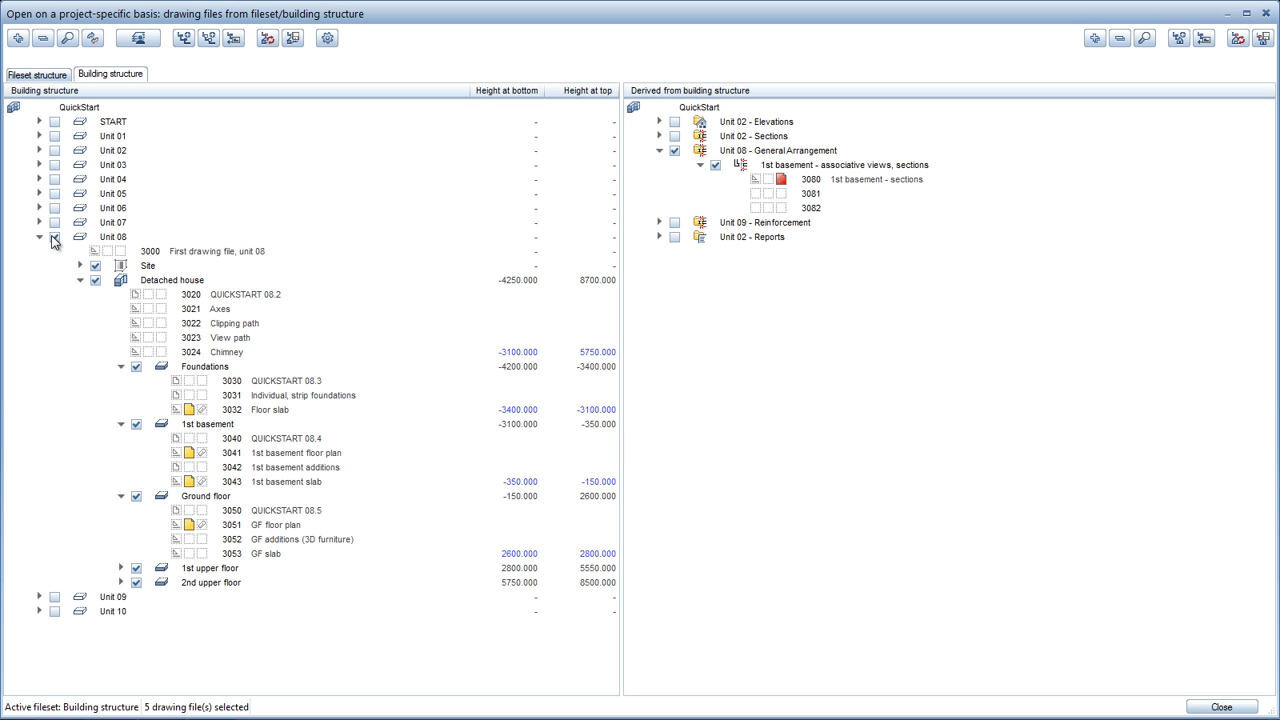 Open on a project-specific basis: drawing files from fileset/building structure
Fileset structure
Building structure
Building structure Height at bottom Height at top
QuickStart
START - -
Unit 01 - -
Unit 02 - -
Unit 03 - -
Unit 04 - -
Unit 05 - -
Unit 06 - -
Unit 07 - -
Unit 08 - -
3000 First drawing file, unit 08
Site - -
Detached house -4250.000 8700.000
3020 QUICKSTART 08.2
3021 Axes
3022 Clipping path
3023 View path
3024 Chimney -3100.000 5750.000
Foundations -4200.000 -3400.000
3030 QUICKSTART 08.3
3031 Individual, strip foundations
3032 Floor slab -3400.000 -3100.000
1st basement -3100.000 -350.000
3040 QUICKSTART 08.4
3041 1st basement floor plan
3042 1st basement additions
3043 1st basement slab -350.000 -150.000
Ground floor -150.000 2600.000
3050 QUICKSTART 08.5
3051 GF floor plan
3052 GF additions (3D furniture)
3053 GF slab 2600.000 2800.000
1st upper floor 2800.000 5550.000
2nd upper floor 5750.000 8500.000
Unit 09 - -
Unit 10 - -
Derived from building structure
QuickStart
Unit 02 - Elevations
Unit 02 - Sections
Unit 08 - General Arrangement
1st basement - associative views, sections
3080 1st basement - sections
3081
3082
Unit 09 - Reinforcement
Unit 02 - Reports
Active fileset: Building structure 5 drawing file(s) selected
Close